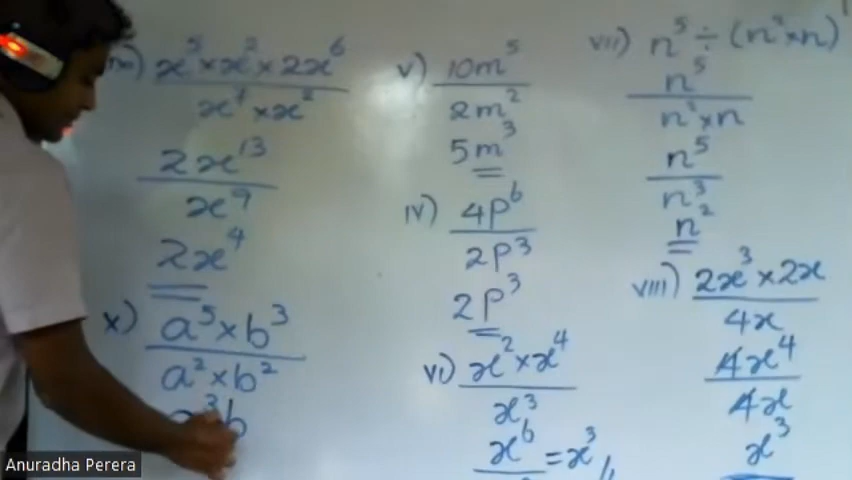 ix) x⁵ × x² × 2x⁶
x⁷ × x²
2x¹³
x⁹
2x⁴
x) a⁵ × b³
a² × b²
³b
v) 10m⁵
2m²
5m³
iv) 4P⁶
2P³
2P³
vi) x² × x⁴
x³
x⁶ = x³ //
vii) n⁵ ÷ (n² × n)
n⁵
n² × n
n⁵
n³
n²
viii) 2x³ × 2x
4x
4x⁴
4x
x³
Anuradha Perera